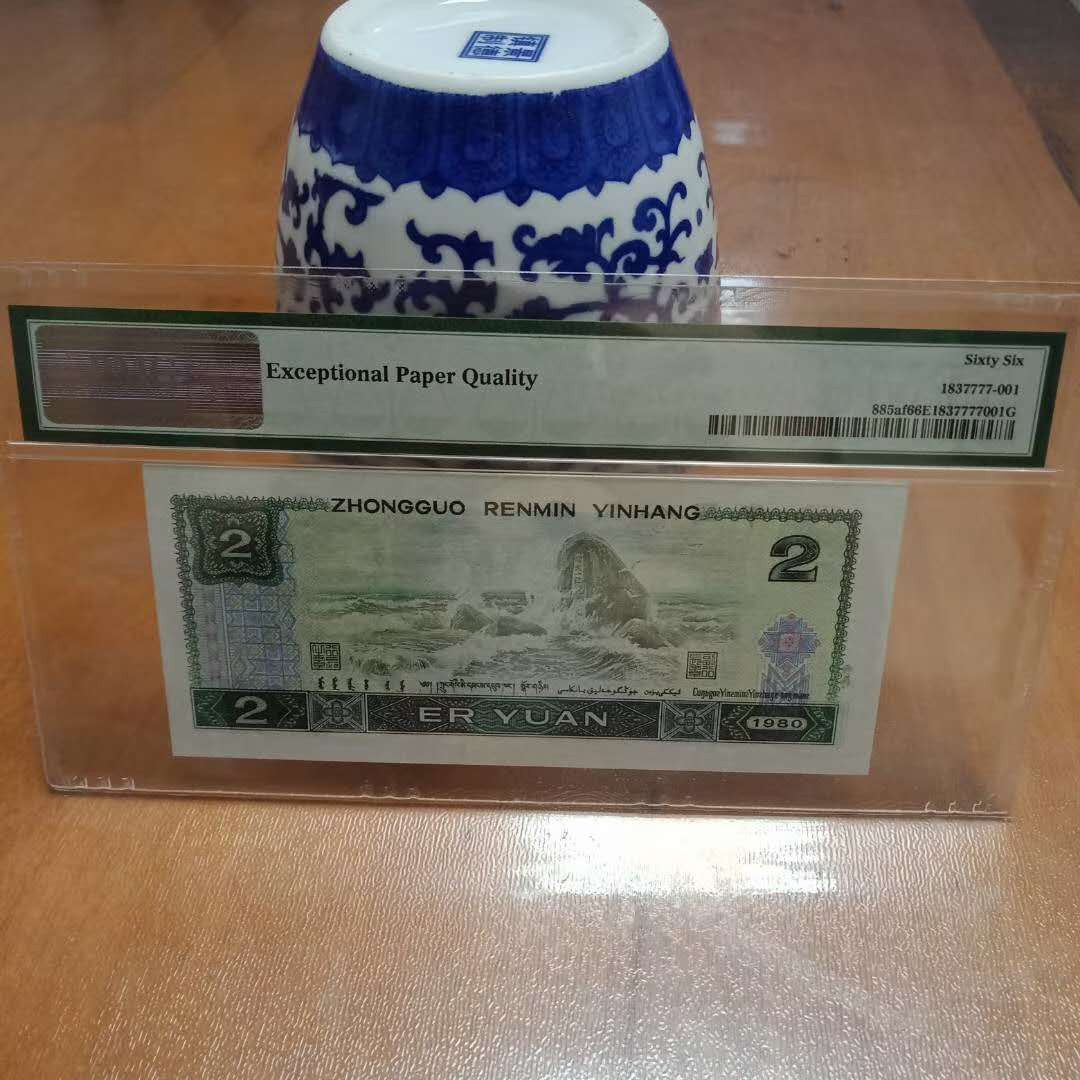 Exceptional Paper Quality
Sixty Six
1837777-001
885af66E1837777001G
ZHONGGUO RENMIN YINHANG
2
2
2
ER YUAN
1980